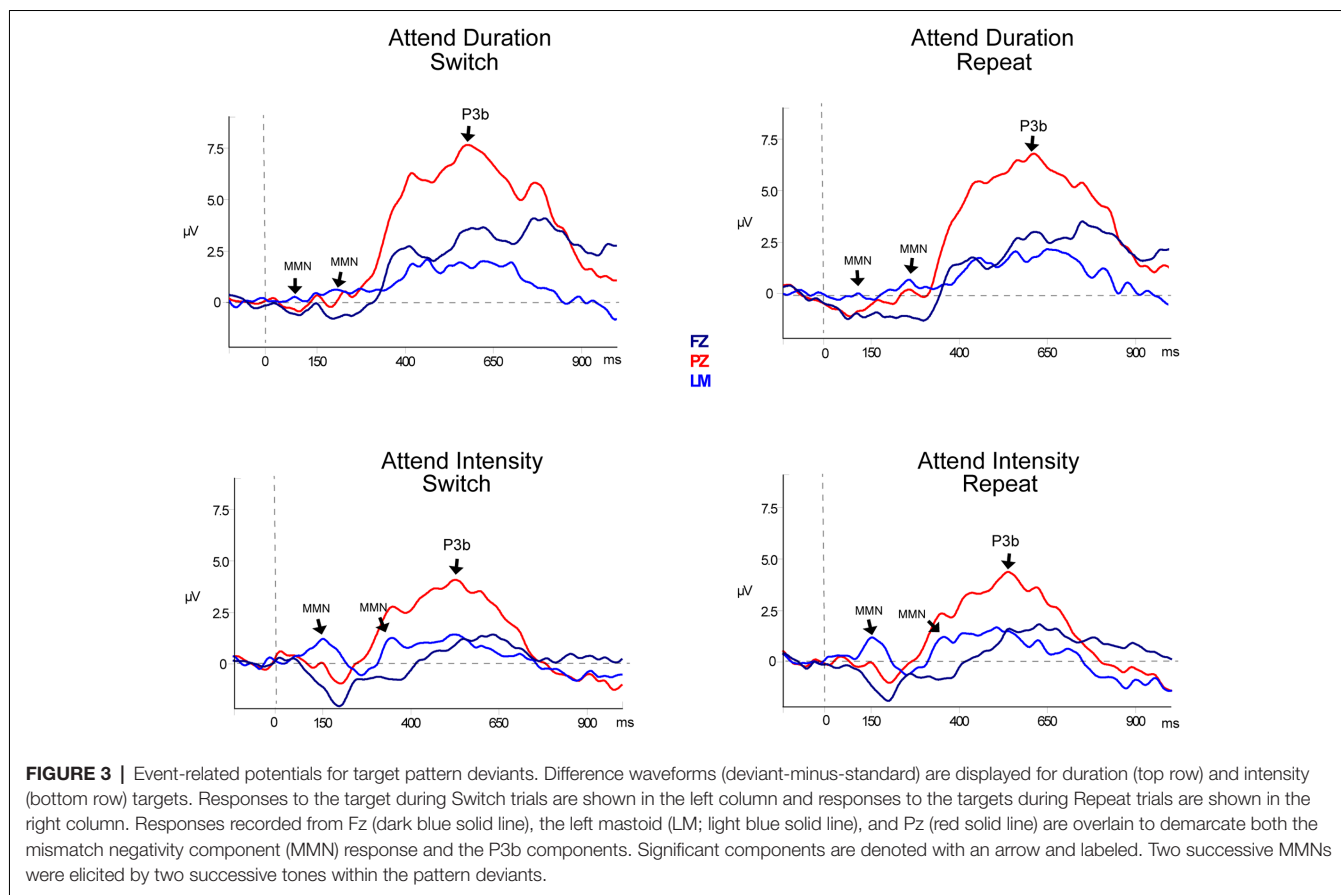 Attend Duration
Switch
P3b
7.5
5.0
µV
2.5
MMN
MMN
0
0
150
400
650
900
ms
Attend Duration
Repeat
P3b
7.5
5.0
µV
2.5
MMN
MMN
0
0
150
400
650
900
ms
FZ
PZ
LM
Attend Intensity
Switch
7.5
5.0
P3b
µV
2.5
MMN
MMN
0
150
400
650
900
ms
0
Attend Intensity
Repeat
7.5
5.0
P3b
µV
2.5
MMN
MMN
0
0
150
400
650
900
ms
FIGURE 3 | Event-related potentials for target pattern deviants. Difference waveforms (deviant-minus-standard) are displayed for duration (top row) and intensity
(bottom row) targets. Responses to the target during Switch trials are shown in the left column and responses to the targets during Repeat trials are shown in the
right column. Responses recorded from Fz (dark blue solid line), the left mastoid (LM; light blue solid line), and Pz (red solid line) are overlain to demarcate both the
mismatch negativity component (MMN) response and the P3b components. Significant components are denoted with an arrow and labeled. Two successive MMNs
were elicited by two successive tones within the pattern deviants.